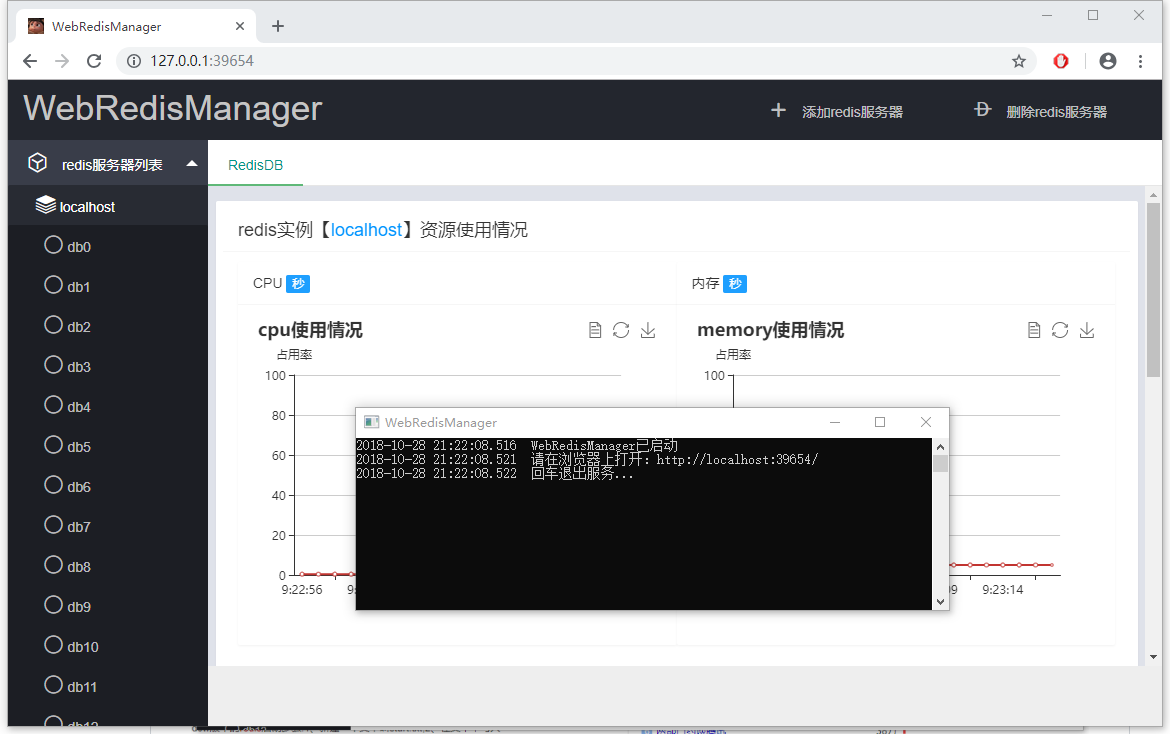 WebRedisManager
127.0.0.1:39654
WebRedisManager
添加redis服务器
删除redis服务器
redis服务器列表
RedisDB
localhost
db0
db1
db2
db3
db4
db5
db6
db7
db8
db9
db10
db11
db12
redis实例【localhost】资源使用情况
CPU 秒
内存 秒
cpu使用情况
占用率
100
80
60
40
20
0
9:22:56
memory使用情况
占用率
100
9:23:14
WebRedisManager
2018-10-28 21:22:08.516 WebRedisManager已启动
2018-10-28 21:22:08.521 请在浏览器上打开：http://localhost:39654/
2018-10-28 21:22:08.522 回车退出服务...